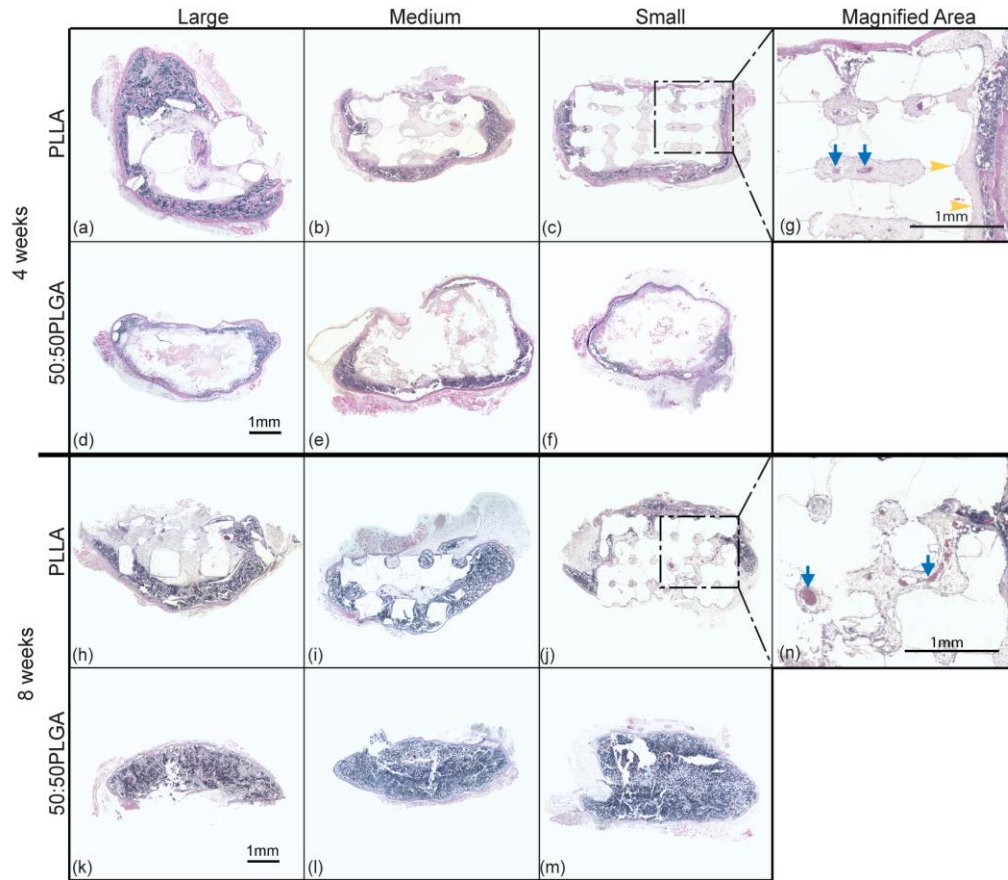 Large Medium Small Magnified Area
4 weeks
PLLA
(a) (b) (c) (g) 1mm
50:50PLGA
(d) 1mm (e) (f)
8 weeks
PLLA
(h) (i) (j) (n) 1mm
50:50PLGA
(k) 1mm (l) (m)